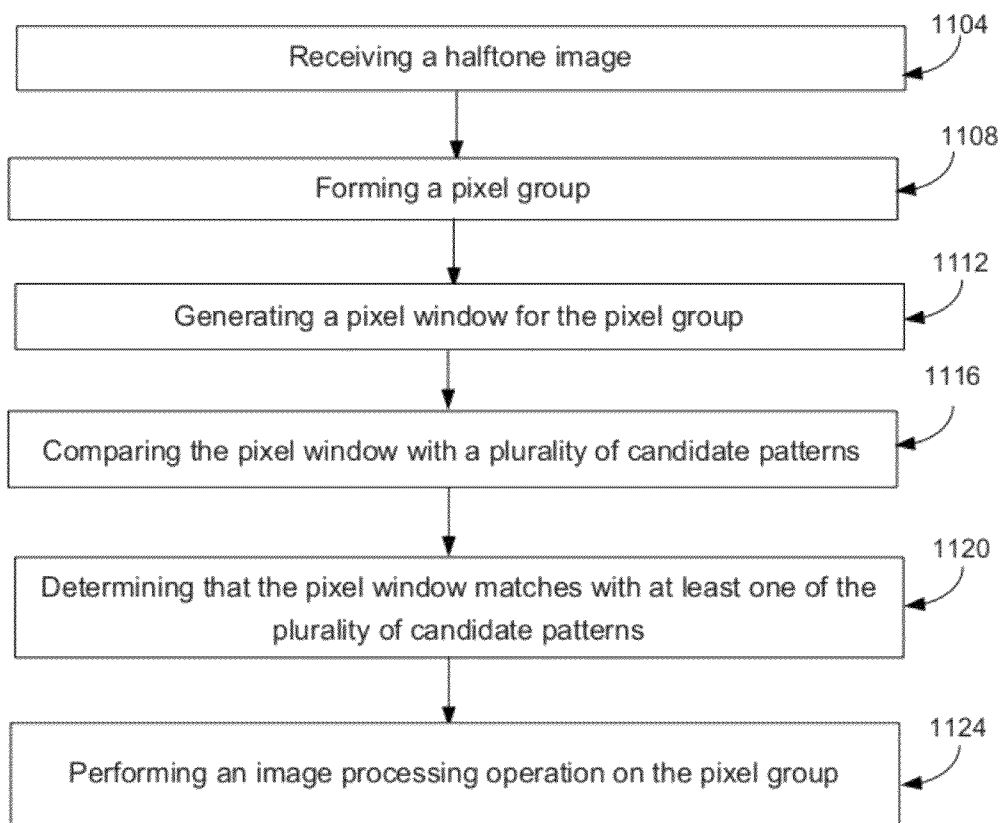 1104
Receiving a halftone image
1108
Forming a pixel group
1112
Generating a pixel window for the pixel group
1116
Comparing the pixel window with a plurality of candidate patterns
1120
Determining that the pixel window matches with at least one of the
plurality of candidate patterns
1124
Performing an image processing operation on the pixel group